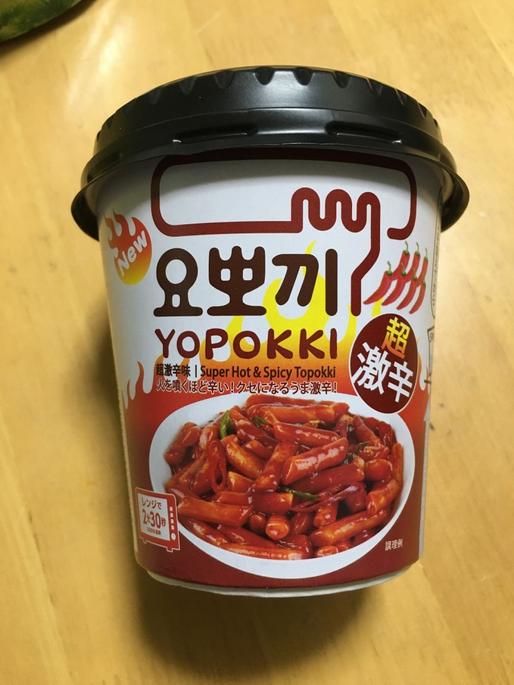 New
요뽀끼
YOPOKKI
超激辛味 | Super Hot & Spicy Topokki
火を噴くほど辛い！クセになるうま激辛！
超
激辛
レンジで
2分30秒
調理例